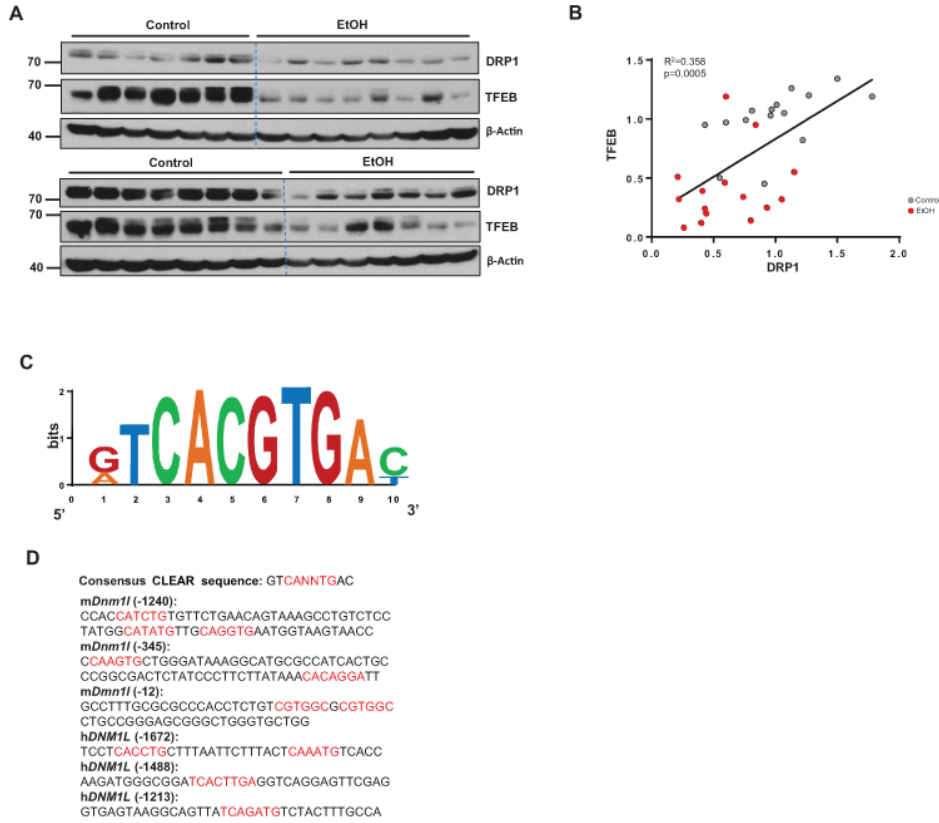 A
Control EtOH
70 DRP1
70 TFEB
40 β-Actin
Control EtOH
70 DRP1
70 TFEB
40 β-Actin
B
R²=0.358
p=0.0005
1.5
1.0
0.5
0.0
TFEB
0.0 0.5 1.0 1.5 2.0
DRP1
Control
EtOH
C
2
1
0
bits
GTCACGTGAC
A T
0 1 2 3 4 5 6 7 8 9 10
5' 3'
D
Consensus CLEAR sequence: GTCANNTGAC
mDnm1l (-1240):
CCACCATCTGTGTTCTGAACAGTAAAGCCTGTCTCC
TATGGCATATGTTGCAGGTGAATGGTAAGTAACC
mDnm1l (-345):
CCAAGTGCTGGGATAAAGGCATGCGCCATCACTGC
CCGGCGACTCTATCCCTTCTTATAAACACAGGATT
mDmn1l (-12):
GCCTTTGCGCGCCCACCTCTGTCGTGGCGCGTGGC
CTGCCGGGAGCGGGCTGGGTGCTGG
hDNM1L (-1672):
TCCTCACCTGCTTTAATTCTTTACTCAAATGTCACC
hDNM1L (-1488):
AAGATGGGCGGATCACTTGAGGTCAGGAGTTCGAG
hDNM1L (-1213):
GTGAGTAAGGCAGTTATCAGATGTCTACTTTGCCA